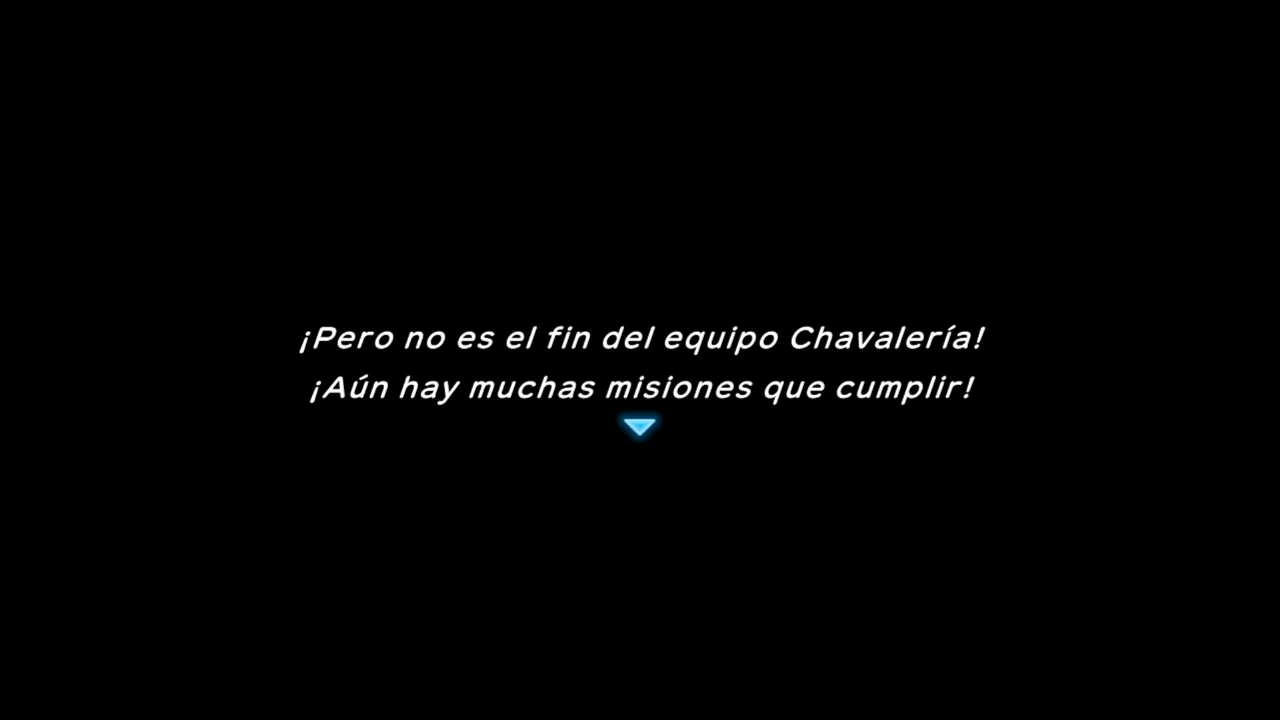 ¡Pero no es el fin del equipo Chavalería!
¡Aún hay muchas misiones que cumplir!